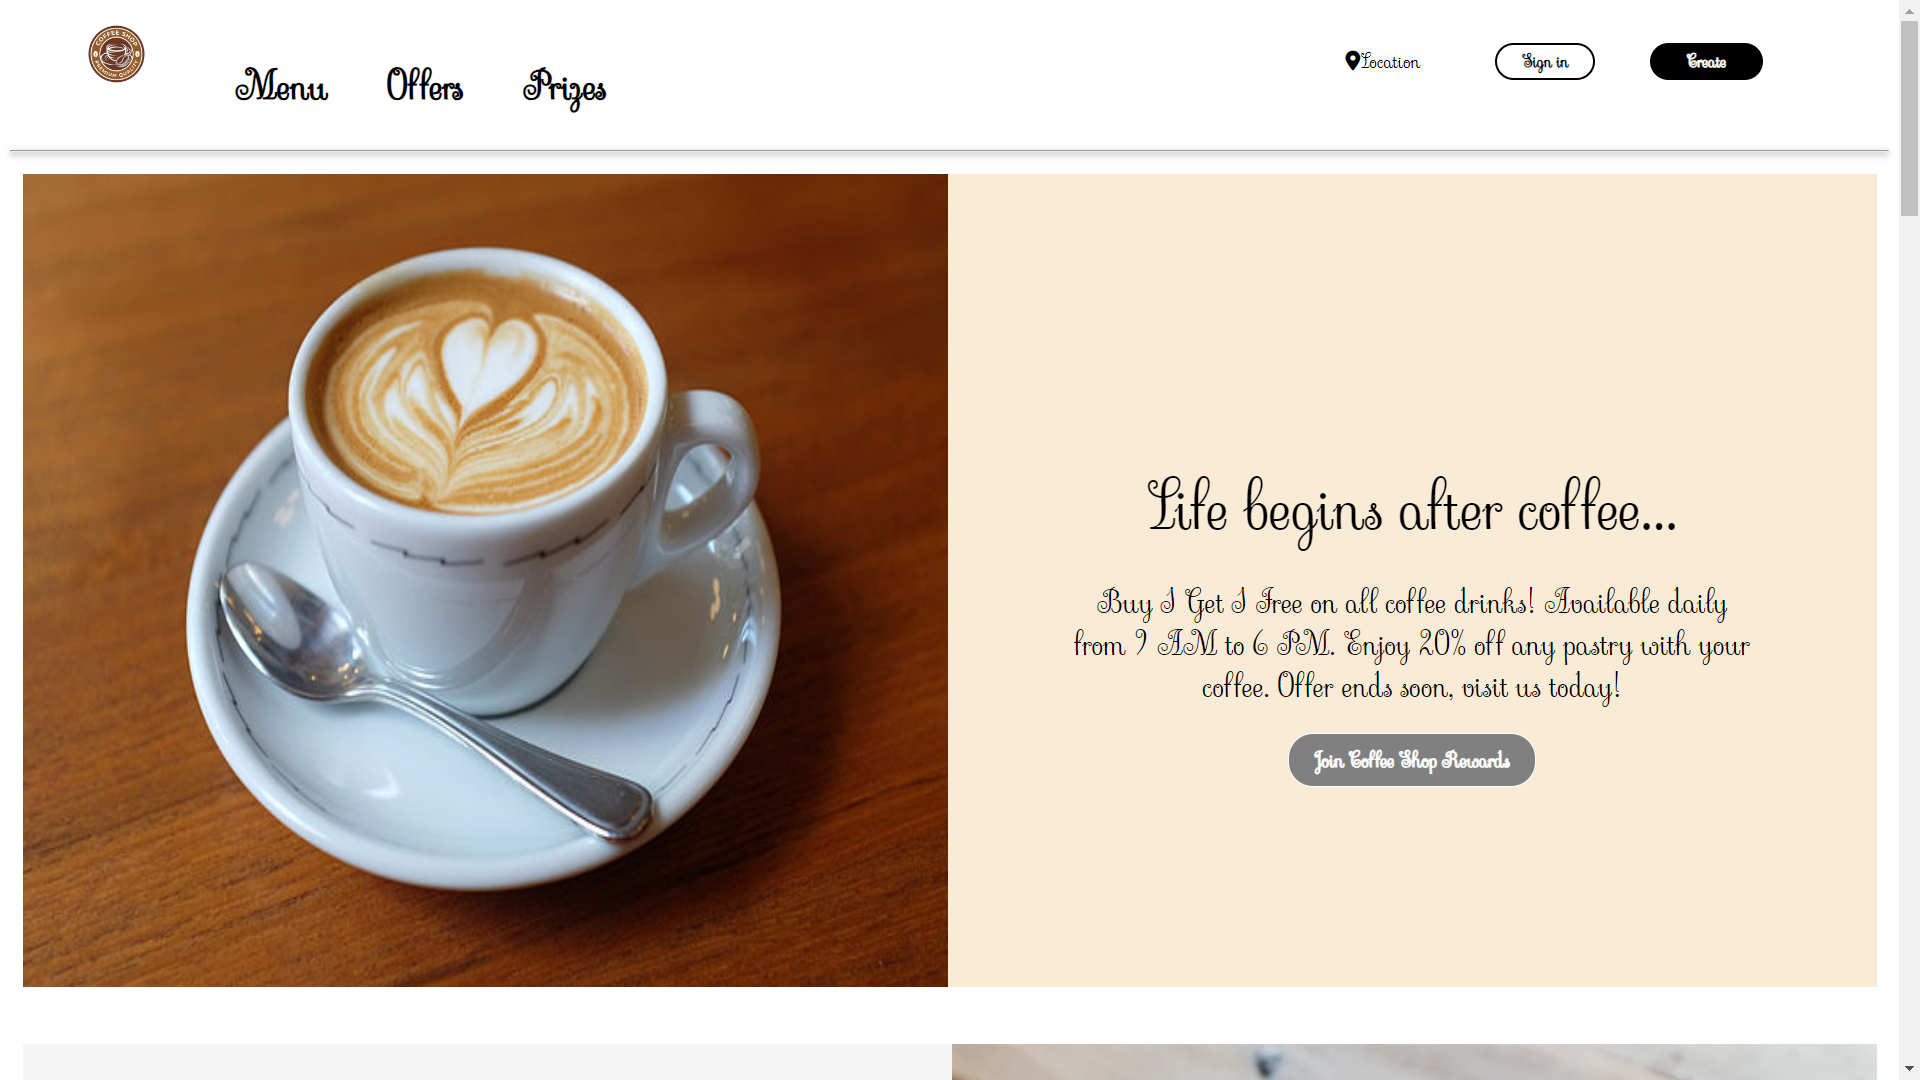 COFFEE SHOP
PREMIUM QUALITY
Menu
Offers
Prizes
Location
Sign in
Create
Life begins after coffee...
Buy 1 Get 1 Free on all coffee drinks! Available daily
from 9 AM to 6 PM. Enjoy 20% off any pastry with your
coffee. Offer ends soon, visit us today!
Join Coffee Shop Rewards